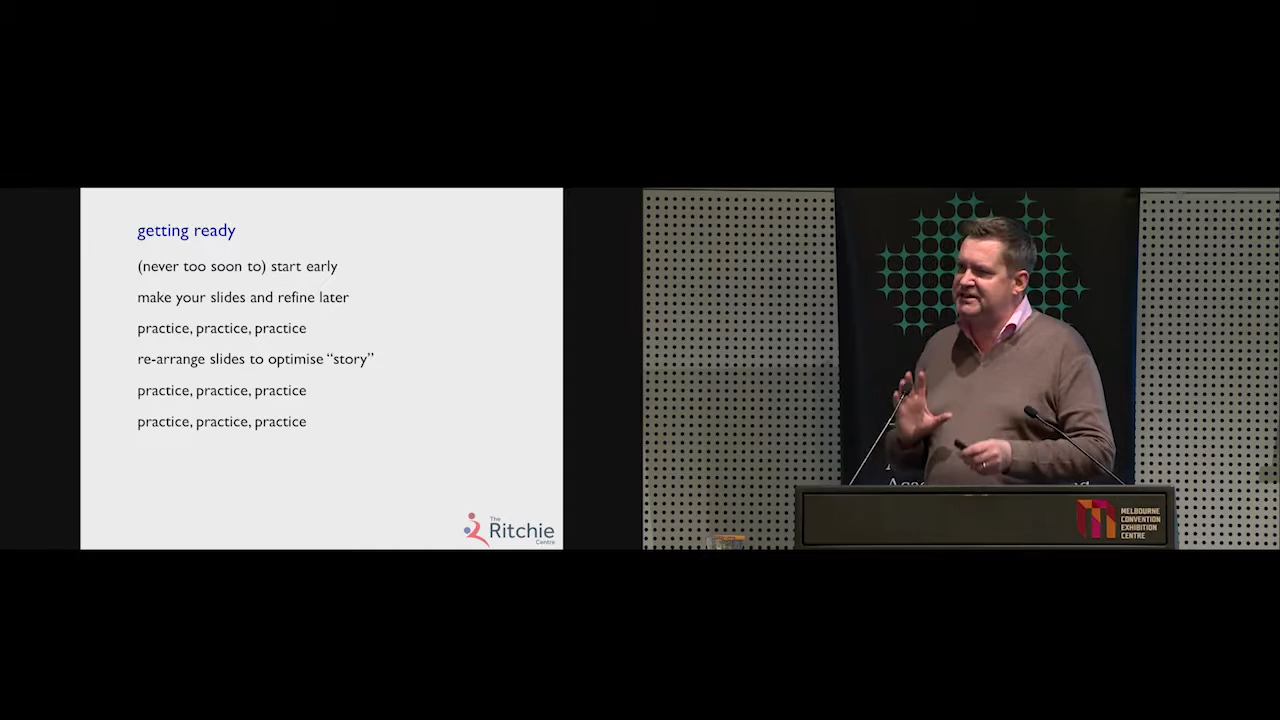 getting ready
(never too soon to) start early
make your slides and refine later
practice, practice, practice
re-arrange slides to optimise “story”
practice, practice, practice
practice, practice, practice
The
Ritchie
Centre
MELBOURNE
CONVENTION
EXHIBITION
CENTRE